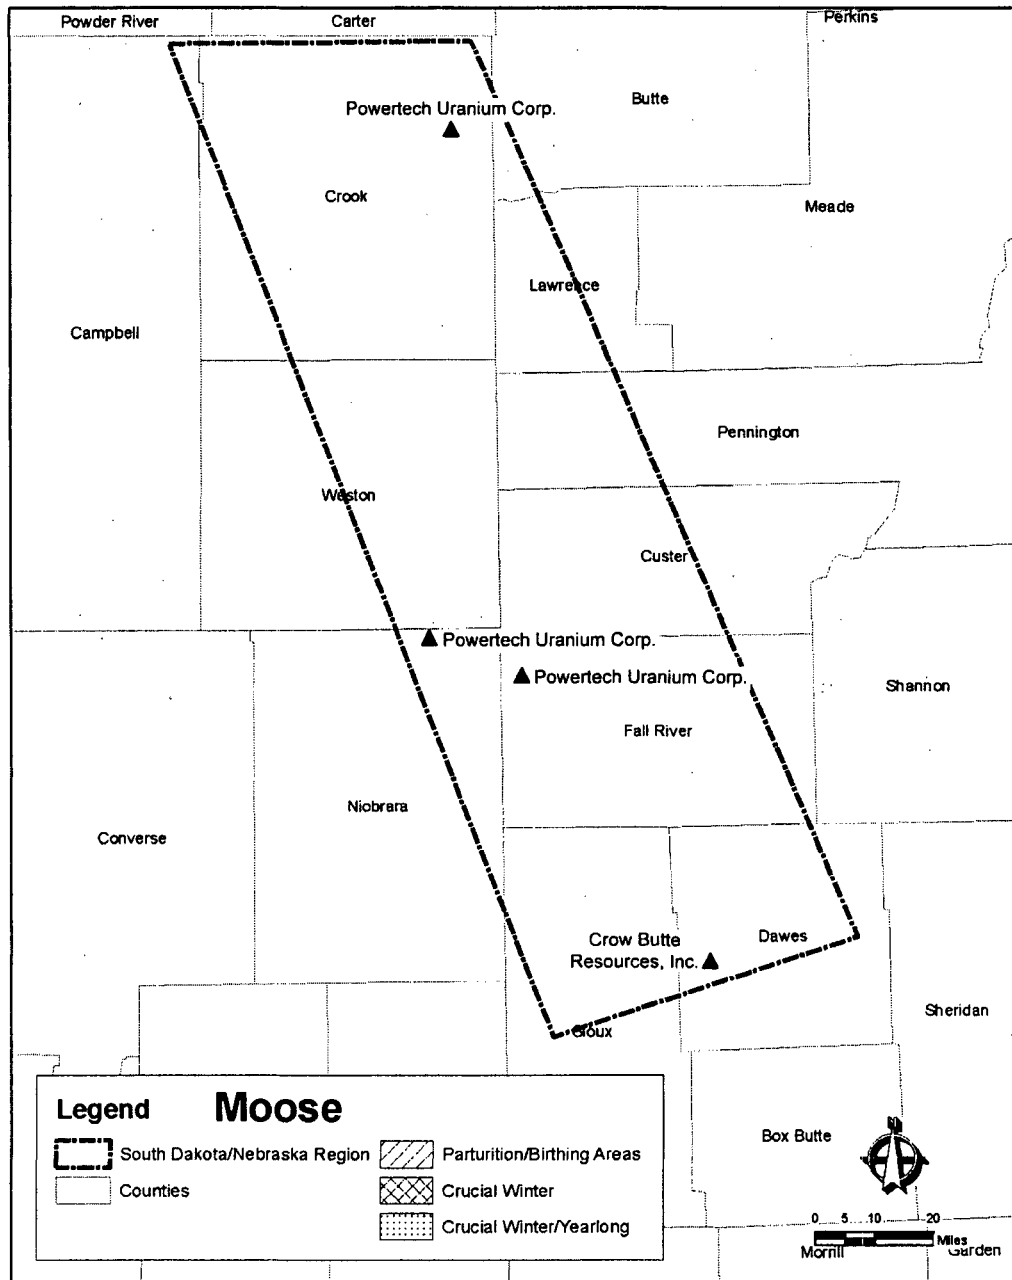 Powder River
Carter
Perkins
Butte
Powertech Uranium Corp.
Crook
Meade
Lawrence
Campbell
Pennington
Weston
Custer
Powertech Uranium Corp.
Powertech Uranium Corp.
Shannon
Fall River
Niobrara
Converse
Crow Butte
Resources, Inc.
Dawes
Sheridan
Sioux
Legend
Moose
South Dakota/Nebraska Region
Counties
Parturition/Birthing Areas
Crucial Winter
Crucial Winter/Yearlong
Box Butte
N
0 5 10 20
Miles
Morrill
Garden